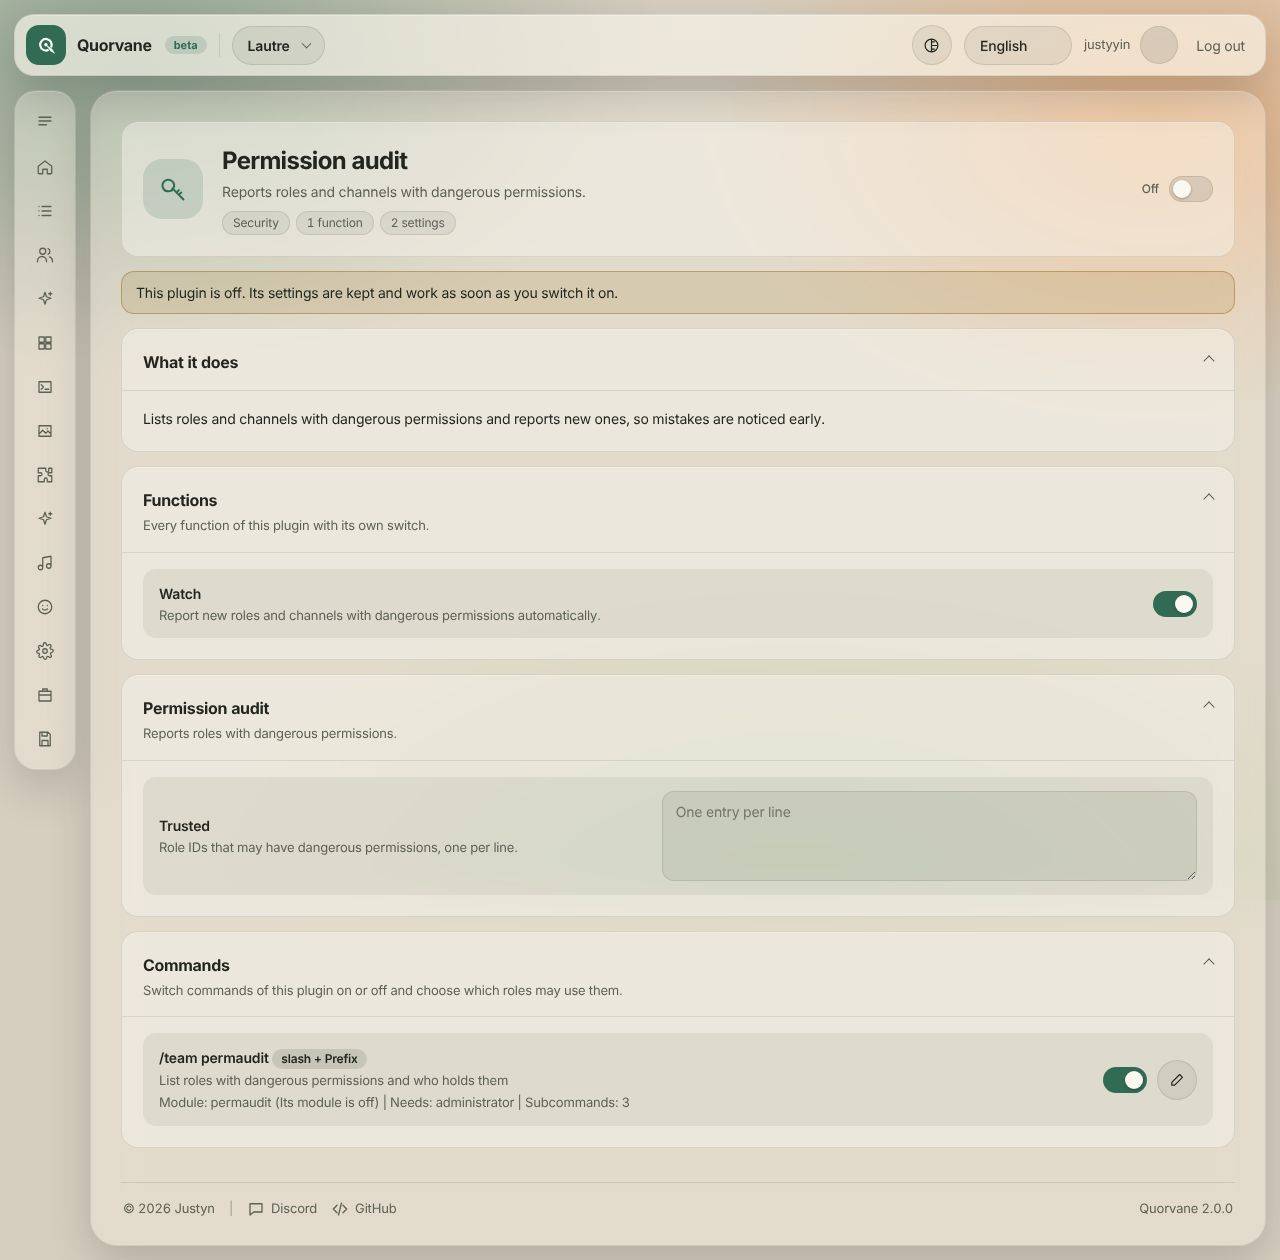 Quorvane beta Lautre English justyyin Log out
Permission audit
Reports roles and channels with dangerous permissions.
Security 1 function 2 settings
Off
This plugin is off. Its settings are kept and work as soon as you switch it on.
What it does
Lists roles and channels with dangerous permissions and reports new ones, so mistakes are noticed early.
Functions
Every function of this plugin with its own switch.
Watch
Report new roles and channels with dangerous permissions automatically.
Permission audit
Reports roles with dangerous permissions.
Trusted
Role IDs that may have dangerous permissions, one per line.
One entry per line
Commands
Switch commands of this plugin on or off and choose which roles may use them.
/team permaudit slash + Prefix
List roles with dangerous permissions and who holds them
Module: permaudit (Its module is off) | Needs: administrator | Subcommands: 3
© 2026 Justyn | Discord GitHub Quorvane 2.0.0